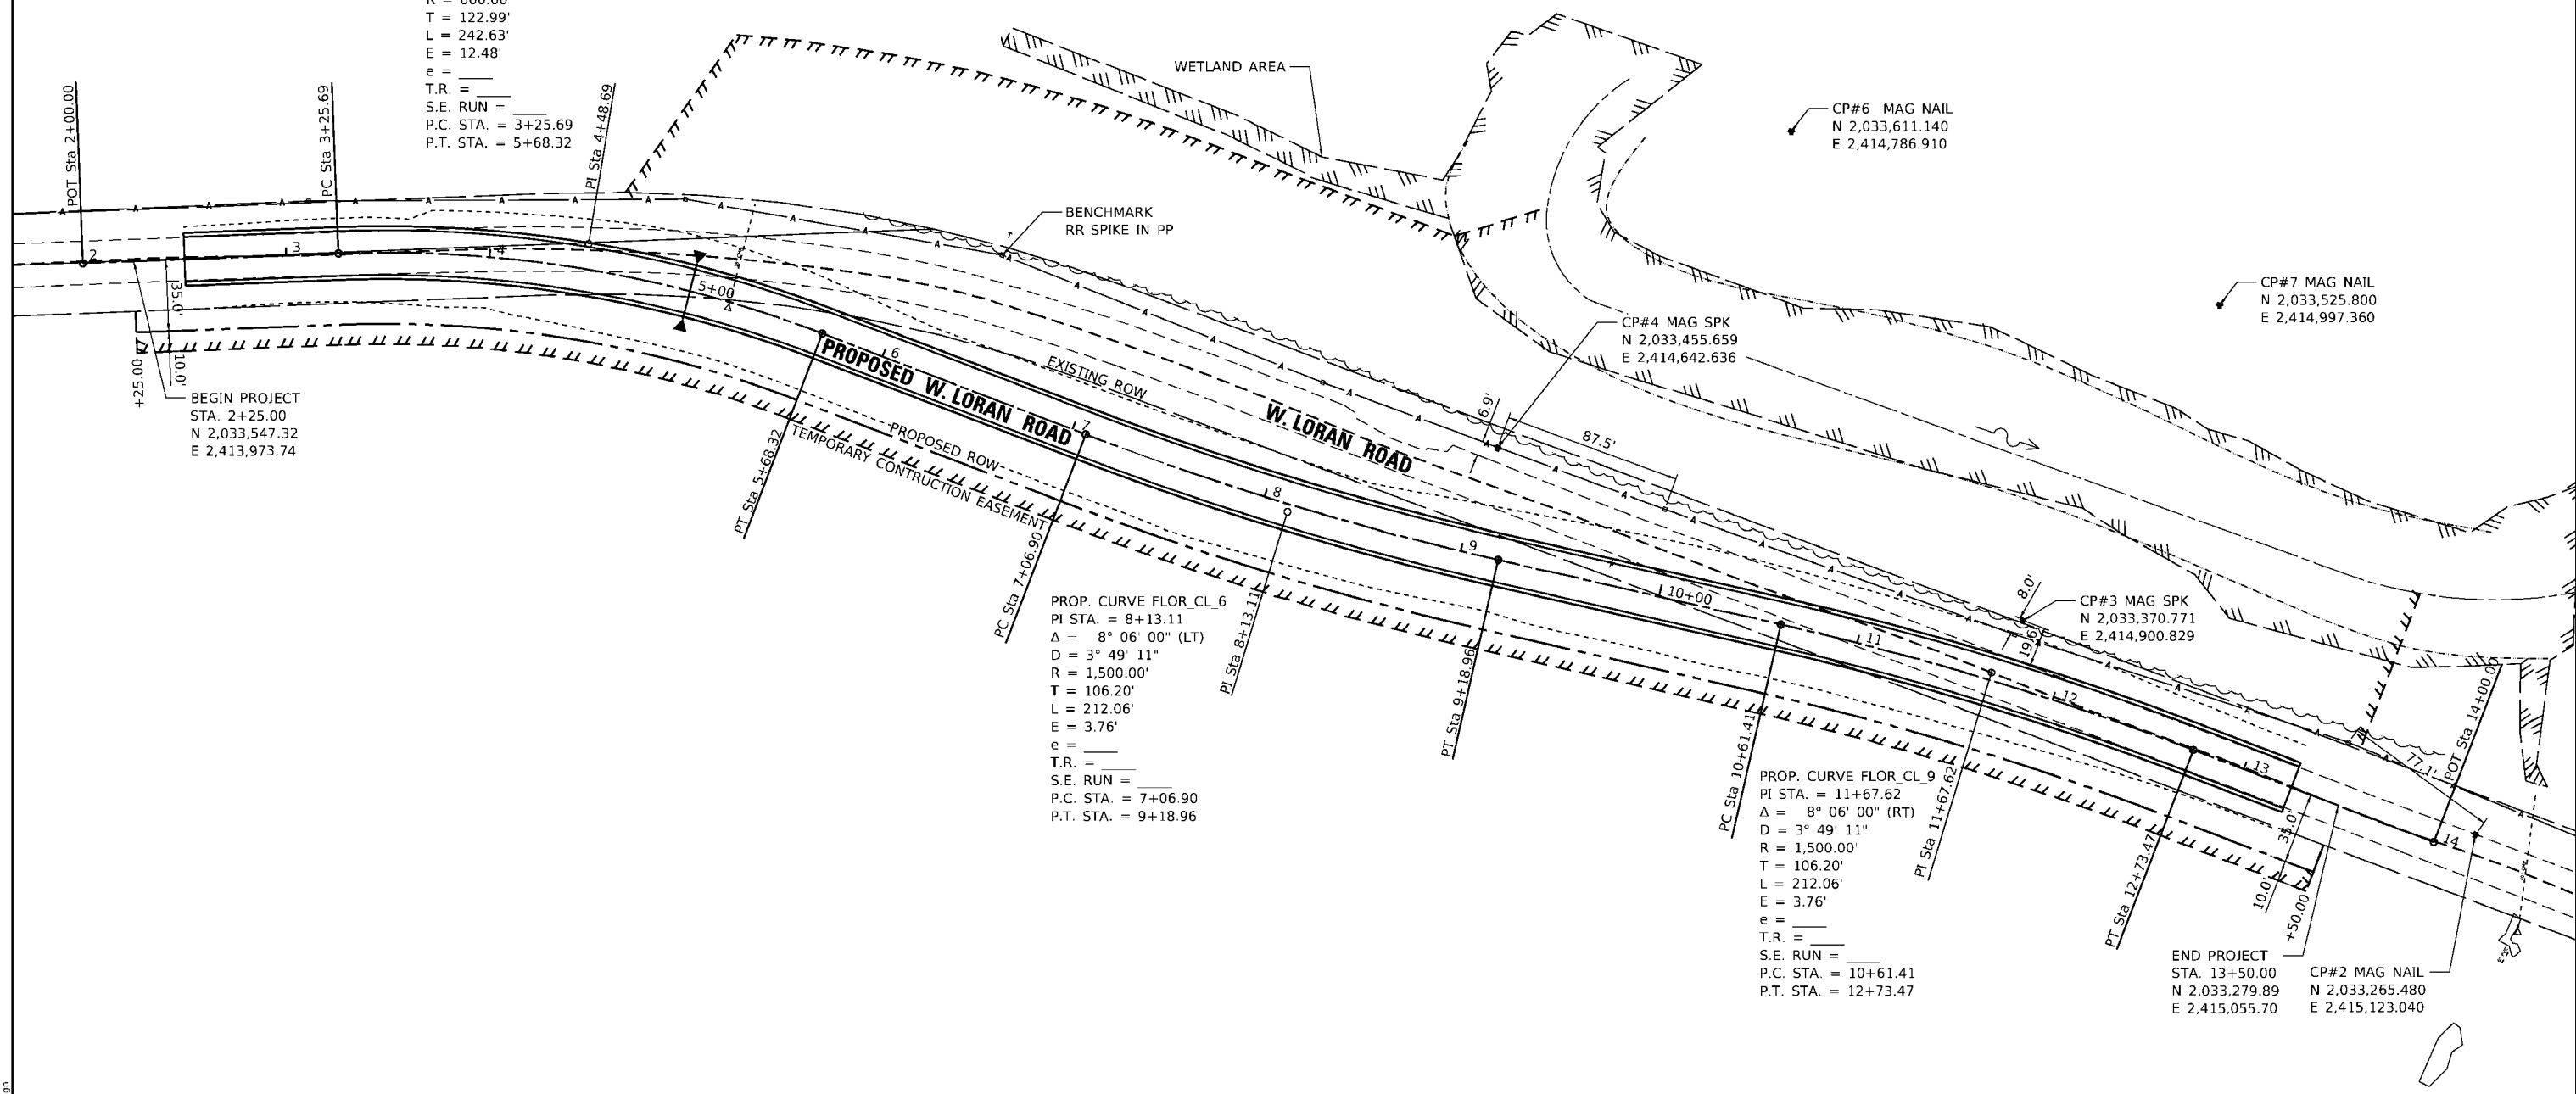 T = 122.99'
L = 242.63'
E = 12.48'
e = ____
T.R. = ____
S.E. RUN = ____
P.C. STA. = 3+25.69
P.T. STA. = 5+68.32
POT Sta 2+00.00
PC Sta 3+25.69
PI Sta 4+48.69
WETLAND AREA
CP#6 MAG NAIL
N 2,033,611.140
E 2,414,786.910
BENCHMARK
RR SPIKE IN PP
CP#7 MAG NAIL
N 2,033,525.800
E 2,414,997.360
CP#4 MAG SPK
N 2,033,455.659
E 2,414,642.636
2
3
4
5+00
6
7
8
9
10+00
11
12
13
14
35.0'
10.0'
+25.00
BEGIN PROJECT
STA. 2+25.00
N 2,033,547.32
E 2,413,973.74
PROPOSED W. LORAN ROAD
EXISTING ROW
W. LORAN ROAD
6.9'
87.5'
PROPOSED ROW
TEMPORARY CONTRUCTION EASEMENT
PT Sta 5+68.32
PC Sta 7+06.90
PI Sta 8+13.11
PT Sta 9+18.96
PROP. CURVE FLOR_CL_6
PI STA. = 8+13.11
Δ = 8° 06' 00" (LT)
D = 3° 49' 11"
R = 1,500.00'
T = 106.20'
L = 212.06'
E = 3.76'
e = ____
T.R. = ____
S.E. RUN = ____
P.C. STA. = 7+06.90
P.T. STA. = 9+18.96
8.0'
19.6'
CP#3 MAG SPK
N 2,033,370.771
E 2,414,900.829
PC Sta 10+61.41
PI Sta 11+67.62
PT Sta 12+73.47
POT Sta 14+00.00
77.1'
PROP. CURVE FLOR_CL_9
PI STA. = 11+67.62
Δ = 8° 06' 00" (RT)
D = 3° 49' 11"
R = 1,500.00'
T = 106.20'
L = 212.06'
E = 3.76'
e = ____
T.R. = ____
S.E. RUN = ____
P.C. STA. = 10+61.41
P.T. STA. = 12+73.47
35.0'
10.0'
+50.00
END PROJECT
STA. 13+50.00
N 2,033,279.89
E 2,415,055.70
CP#2 MAG NAIL
N 2,033,265.480
E 2,415,123.040